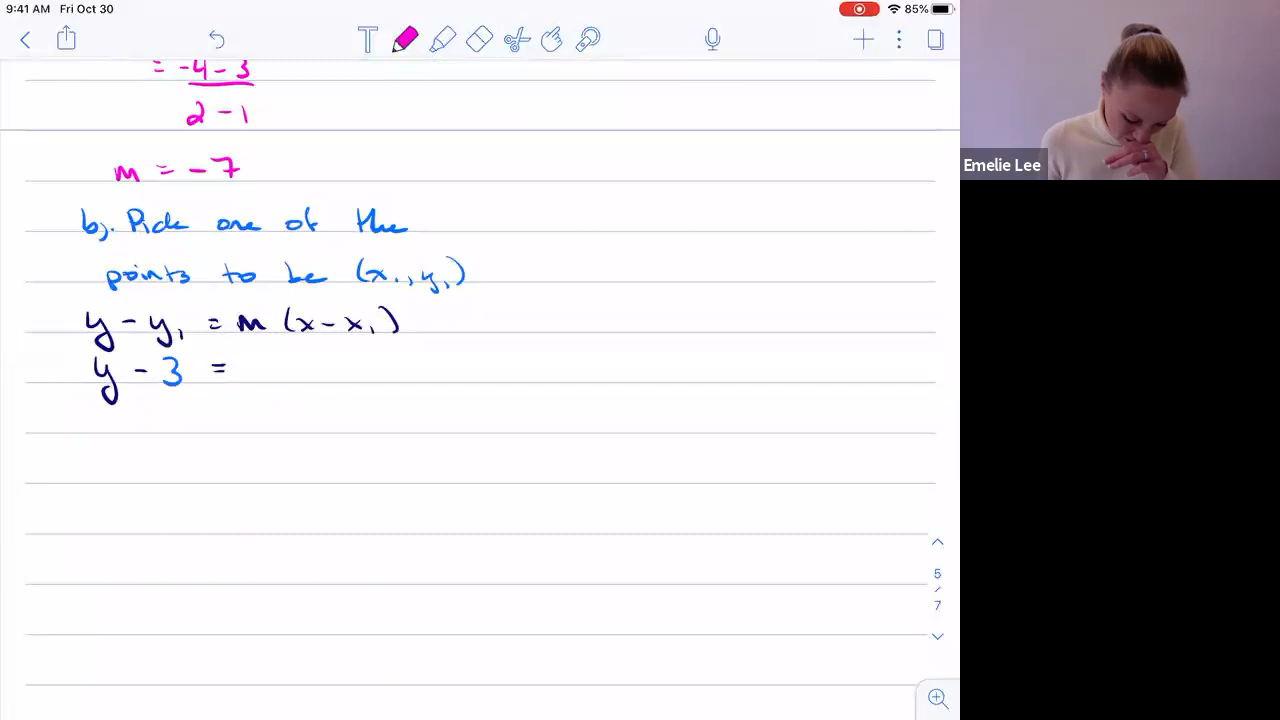 9:41 AM Fri Oct 30
85%
= -4 - 3
2 - 1
m = -7
b). Pick one of the
points to be (x₁, y₁)
y - y₁ = m (x - x₁)
y - 3 =
Emelie Lee
5
/
7